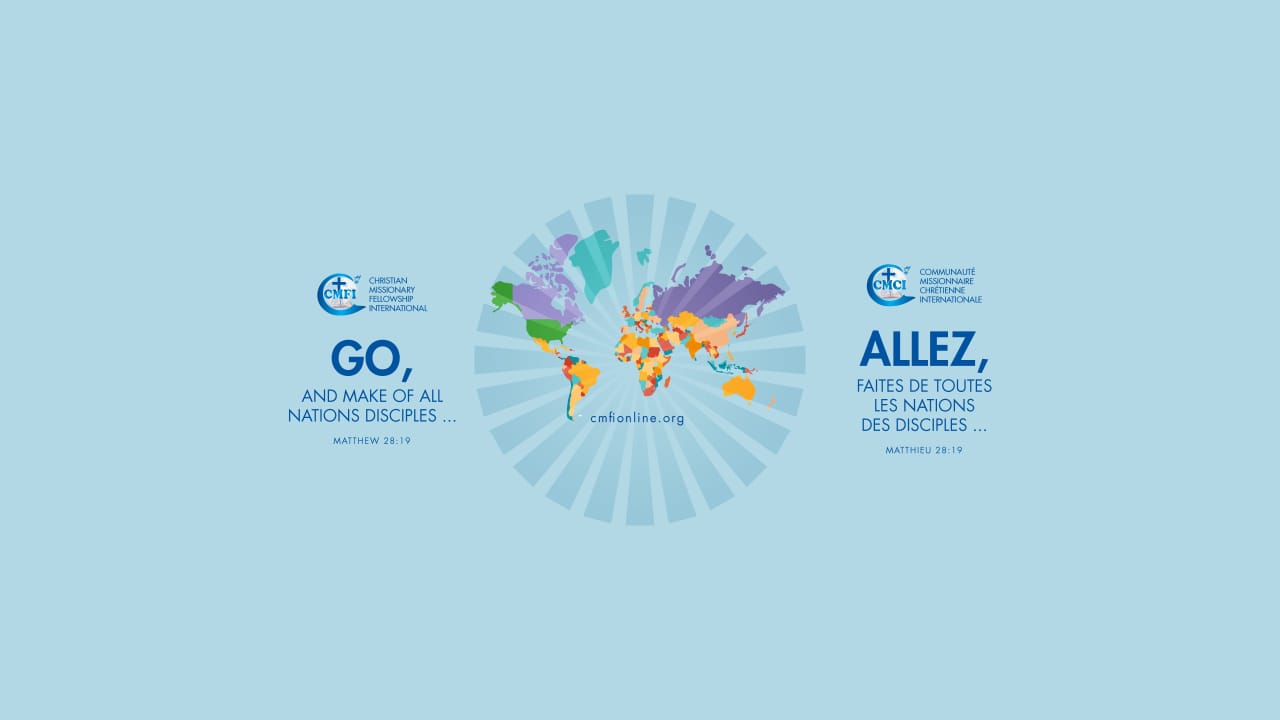 CMFI
CHRISTIAN
MISSIONARY
FELLOWSHIP
INTERNATIONAL
GO,
AND MAKE OF ALL
NATIONS DISCIPLES ...
MATTHEW 28:19
cmfionline.org
CMCI
COMMUNAUTÉ
MISSIONNAIRE
CHRÉTIENNE
INTERNATIONALE
ALLEZ,
FAITES DE TOUTES
LES NATIONS
DES DISCIPLES ...
MATTHIEU 28:19